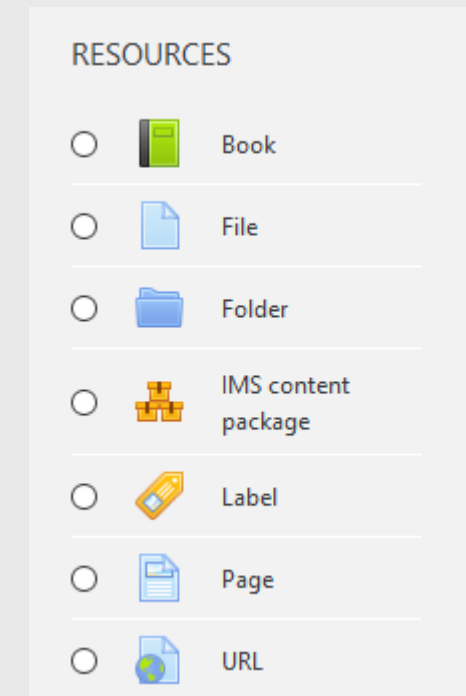 RESOURCES
Book
File
Folder
IMS content
package
Label
Page
URL